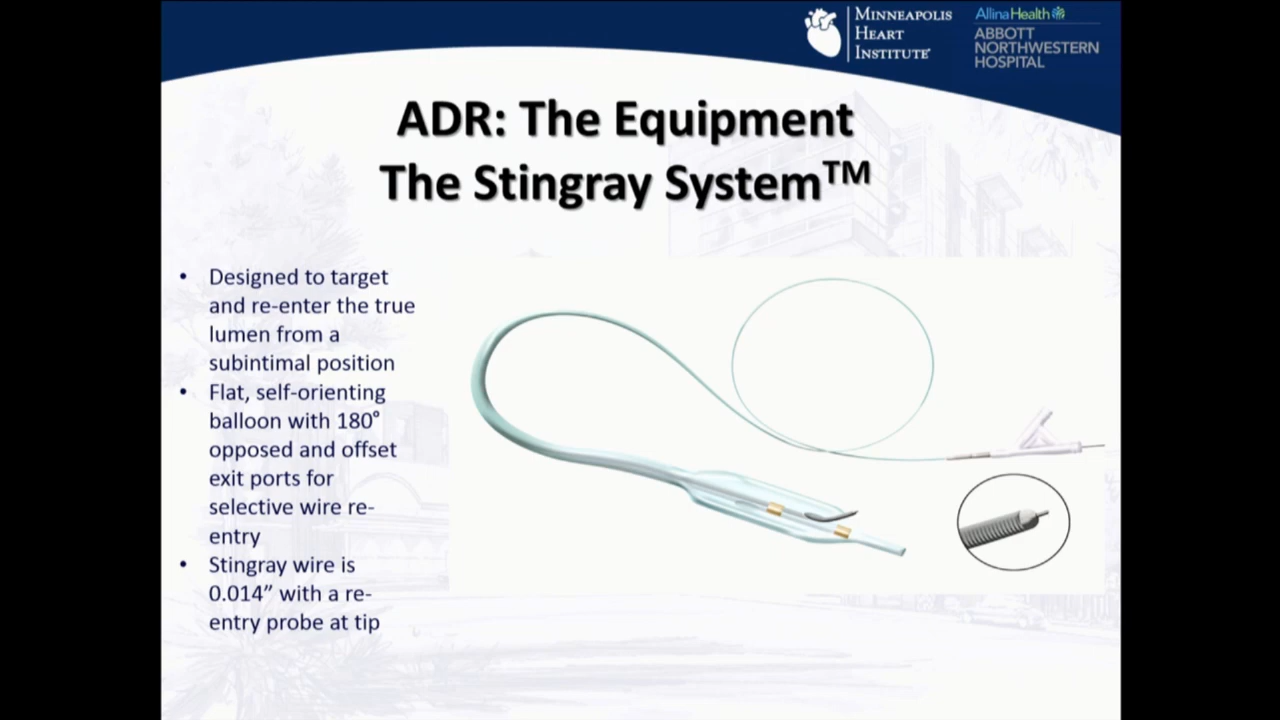 MINNEAPOLIS
HEART
INSTITUTE®
Allina Health
ABBOTT
NORTHWESTERN
HOSPITAL
ADR: The Equipment
The Stingray System™
• Designed to target
and re-enter the true
lumen from a
subintimal position
• Flat, self-orienting
balloon with 180°
opposed and offset
exit ports for
selective wire re-
entry
• Stingray wire is
0.014” with a re-
entry probe at tip